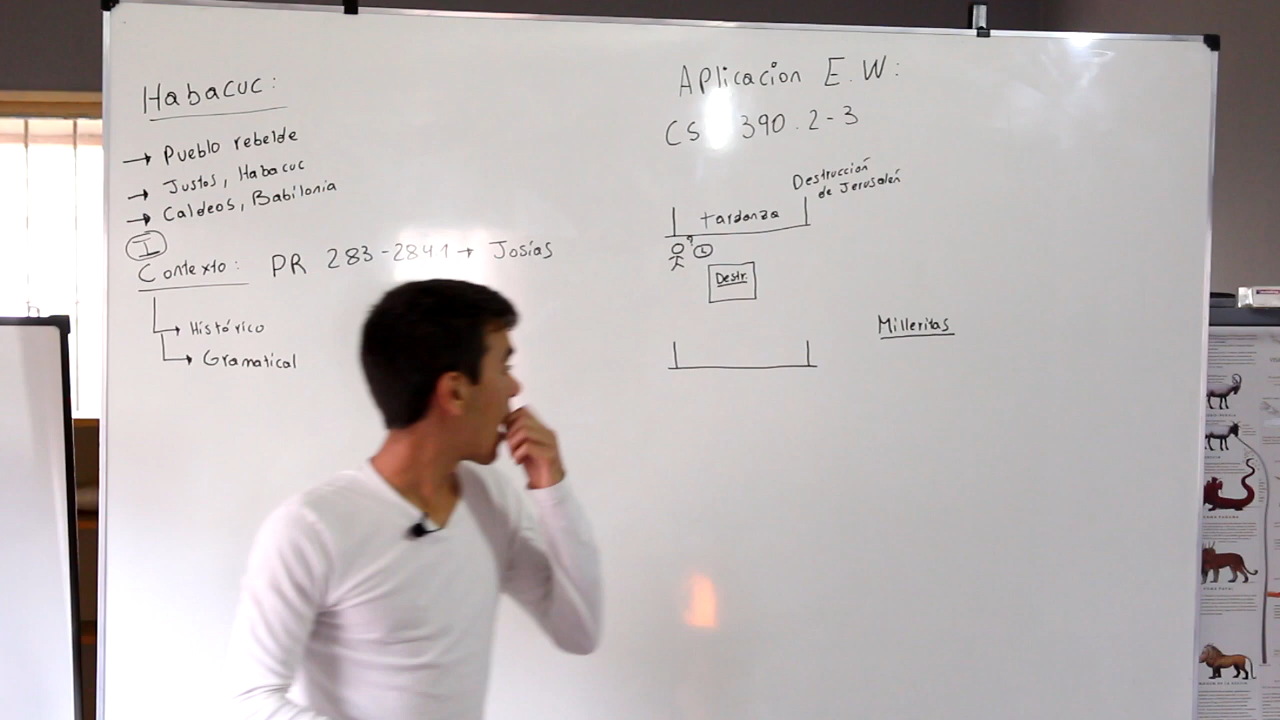 Habacuc:
→ Pueblo rebelde
→ Justos, Habacuc
→ Caldeos, Babilonia
I
Contexto: PR 283-284 → Josías
→ Histórico
→ Gramatical
Aplicacion E.W:
CS 390.2-3
Destrucción
de Jerusalén
tardanza
?
Destr.
Milleritas